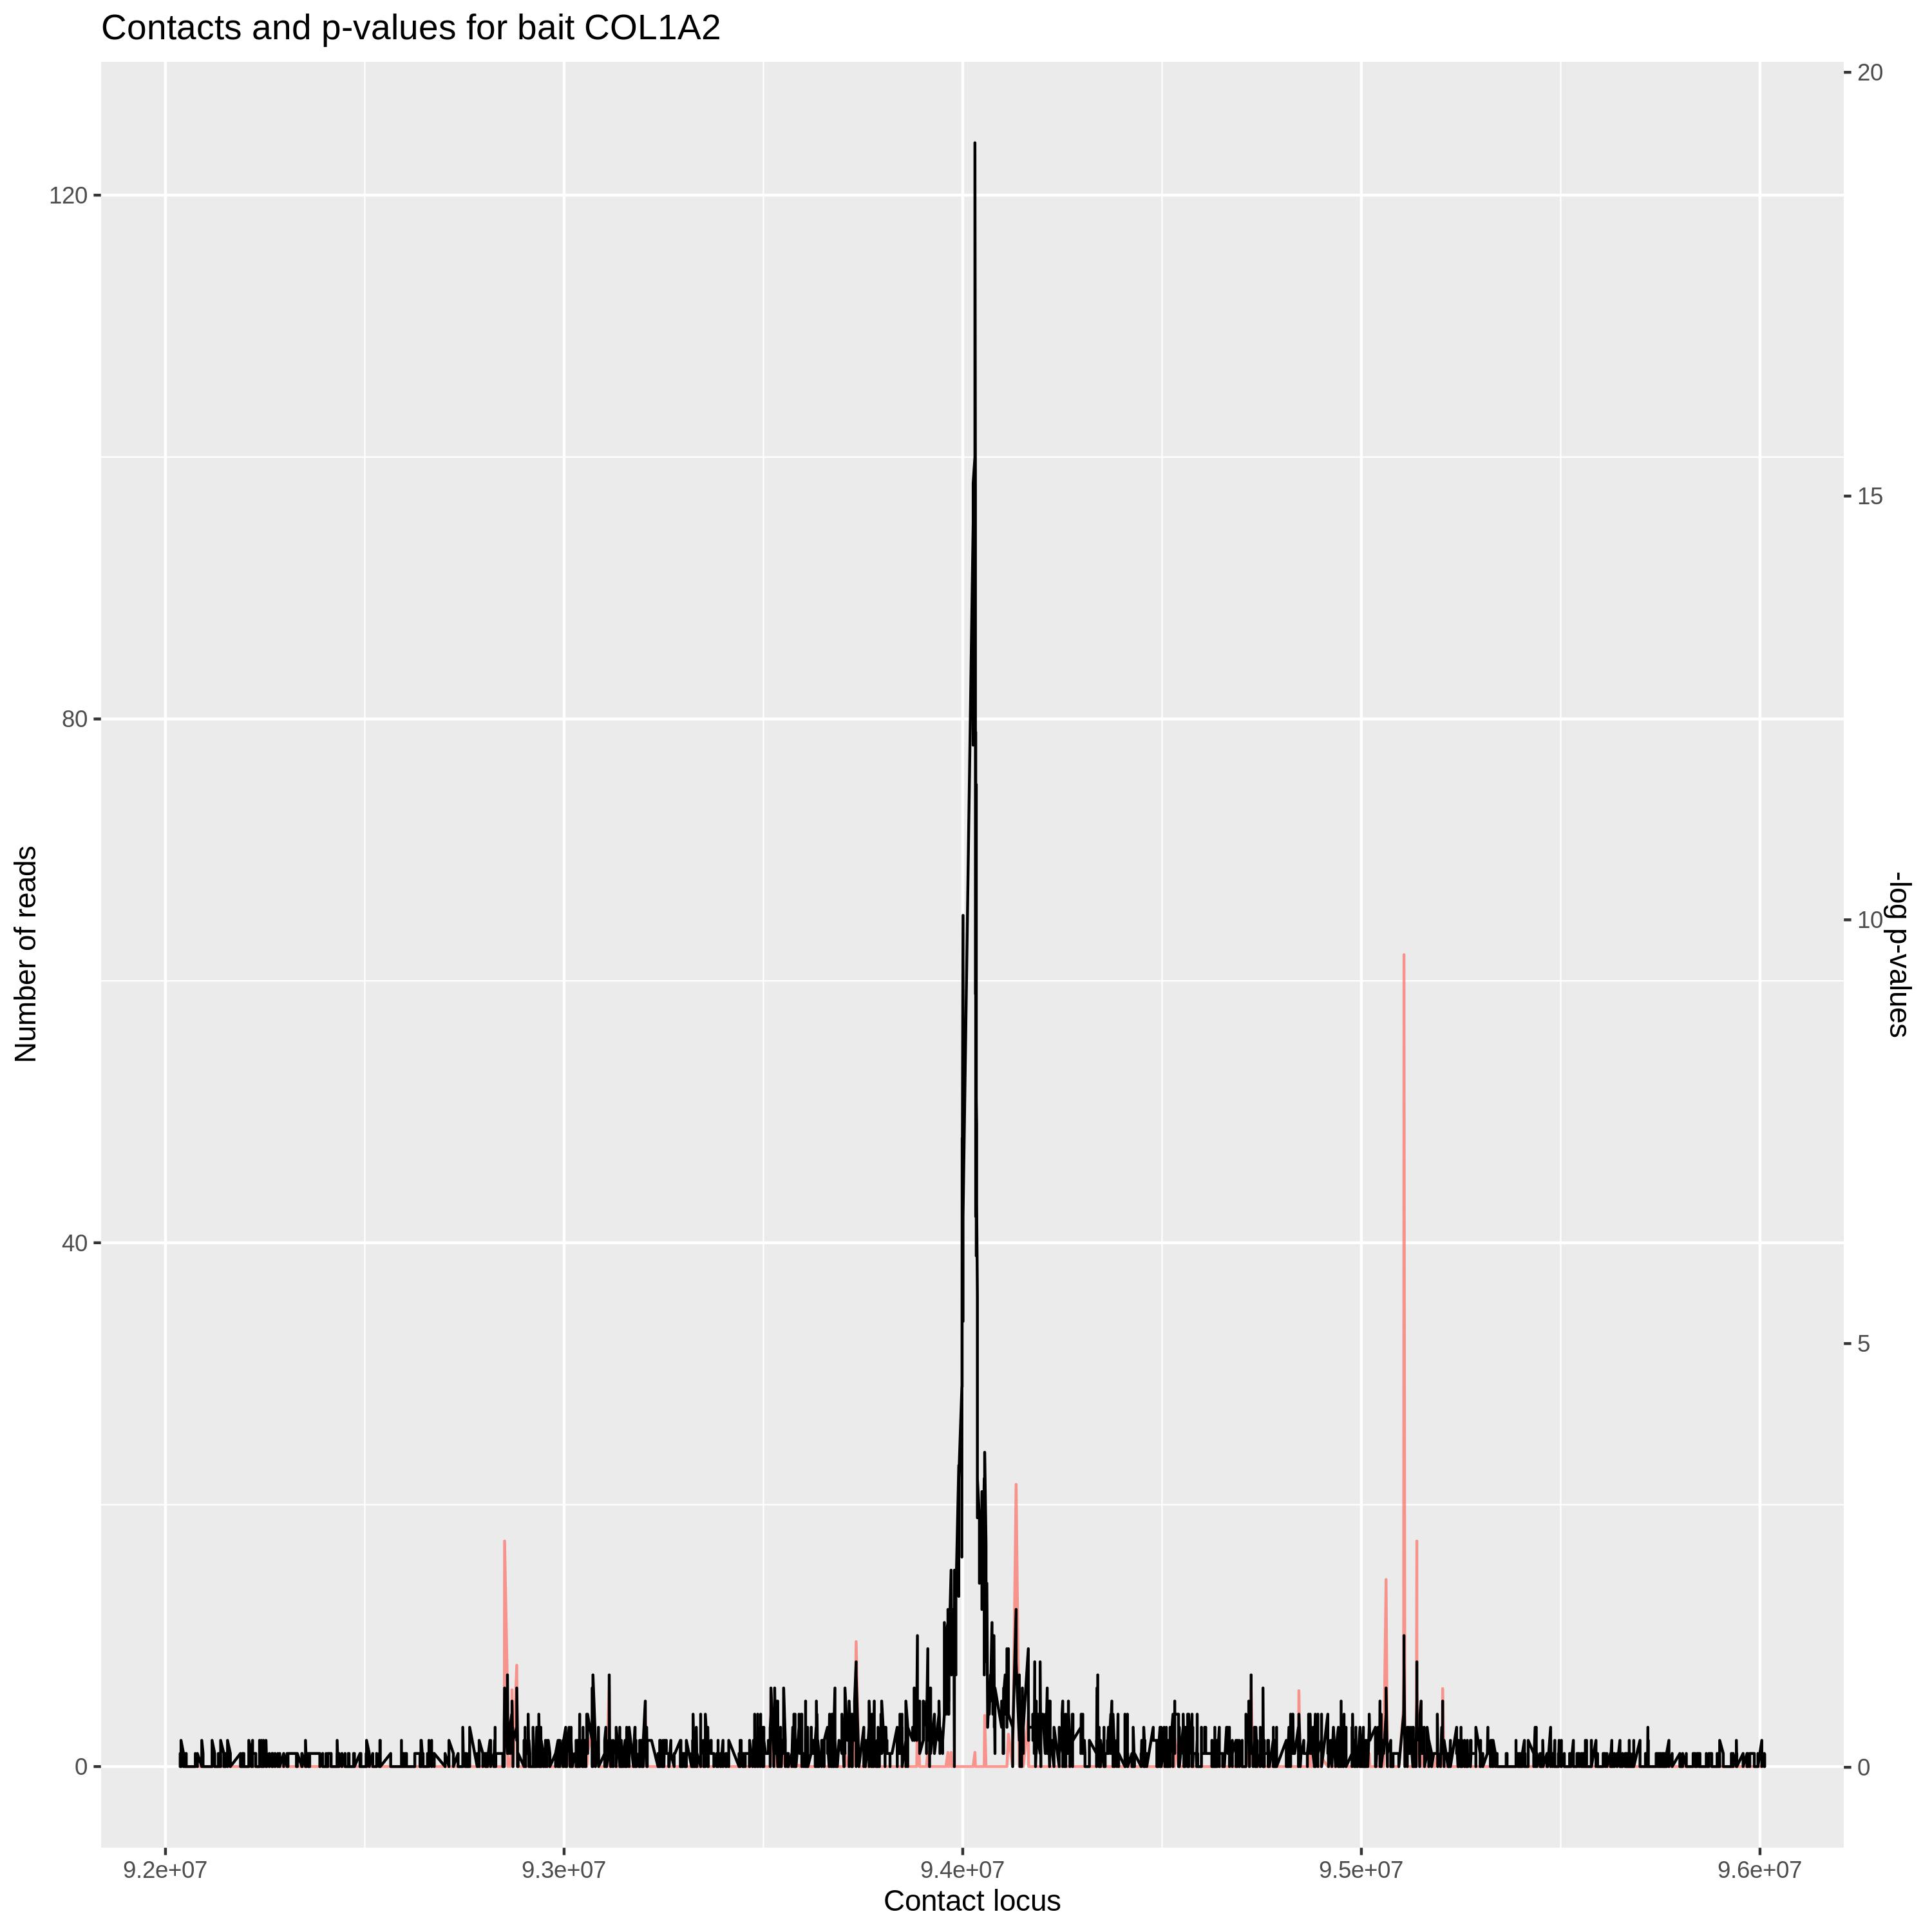 Contacts and p-values for bait COL1A2
Number of reads
120
80
40
0
20
15
10
5
0
-log p-values
9.2e+07
9.3e+07
9.4e+07
9.5e+07
9.6e+07
Contact locus